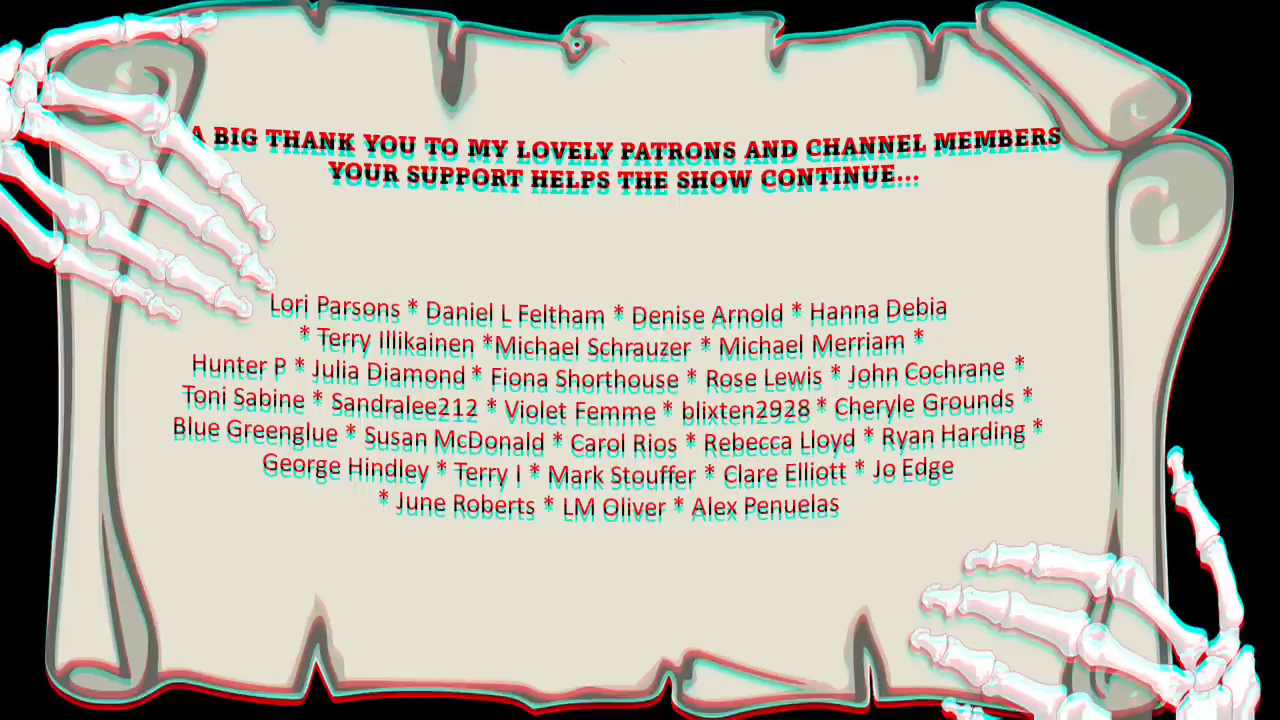 A BIG THANK YOU TO MY LOVELY PATRONS AND CHANNEL MEMBERS
YOUR SUPPORT HELPS THE SHOW CONTINUE...
Lori Parsons * Daniel L Feltham * Denise Arnold * Hanna Debia
* Terry Illikainen *Michael Schrauzer * Michael Merriam *
Hunter P * Julia Diamond * Fiona Shorthouse * Rose Lewis * John Cochrane *
Toni Sabine * Sandralee212 * Violet Femme * blixten2928 * Cheryle Grounds *
Blue Greenglue * Susan McDonald * Carol Rios * Rebecca Lloyd * Ryan Harding *
George Hindley * Terry I * Mark Stouffer * Clare Elliott * Jo Edge
* June Roberts * LM Oliver * Alex Penuelas